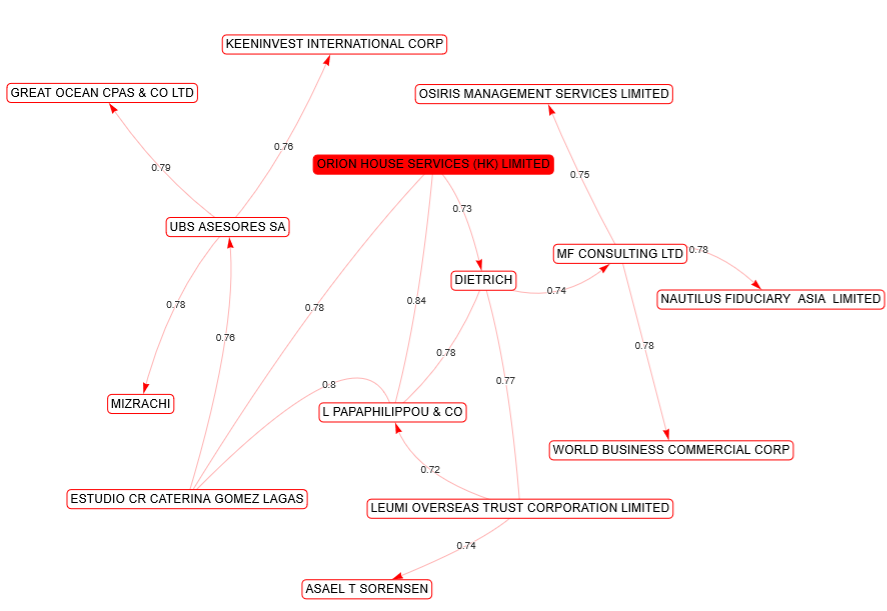 KEENINVEST INTERNATIONAL CORP
GREAT OCEAN CPAS & CO LTD
OSIRIS MANAGEMENT SERVICES LIMITED
0.76
ORION HOUSE SERVICES (HK) LIMITED
0.79
0.75
0.73
UBS ASESORES SA
MF CONSULTING LTD
0.78
DIETRICH
0.74
NAUTILUS FIDUCIARY  ASIA  LIMITED
0.78
0.78
0.84
0.76
0.78
0.78
0.77
0.8
MIZRACHI
L PAPAPHILIPPOU & CO
WORLD BUSINESS COMMERCIAL CORP
0.72
ESTUDIO CR CATERINA GOMEZ LAGAS
LEUMI OVERSEAS TRUST CORPORATION LIMITED
0.74
ASAEL T SORENSEN